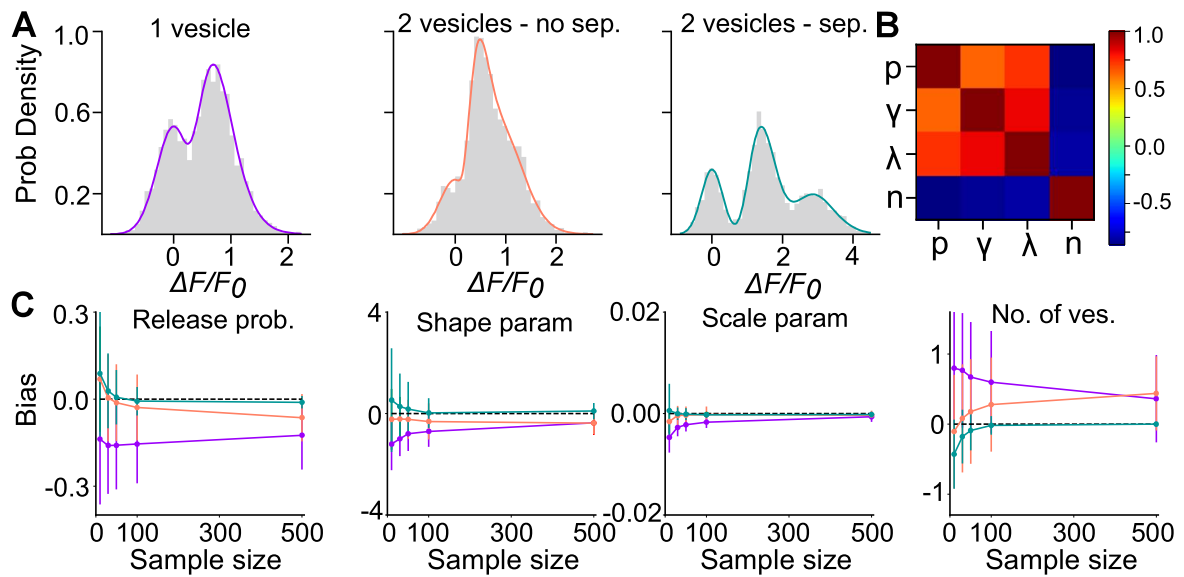 A
1 vesicle
2 vesicles - no sep.
2 vesicles - sep.
B
Prob Density
1.0
0.6
0.2
0
1
2
ΔF/F0
0
1
2
ΔF/F0
0
2
4
ΔF/F0
p
γ
λ
n
p
γ
λ
n
1.0
0.5
0.0
-0.5
C
Release prob.
Shape param
Scale param
No. of ves.
Bias
0.3
0.0
-0.3
0
100
300
500
Sample size
4
0
-4
0
100
300
500
Sample size
0.02
0.00
-0.02
0
100
300
500
Sample size
1
0
-1
0
100
300
500
Sample size